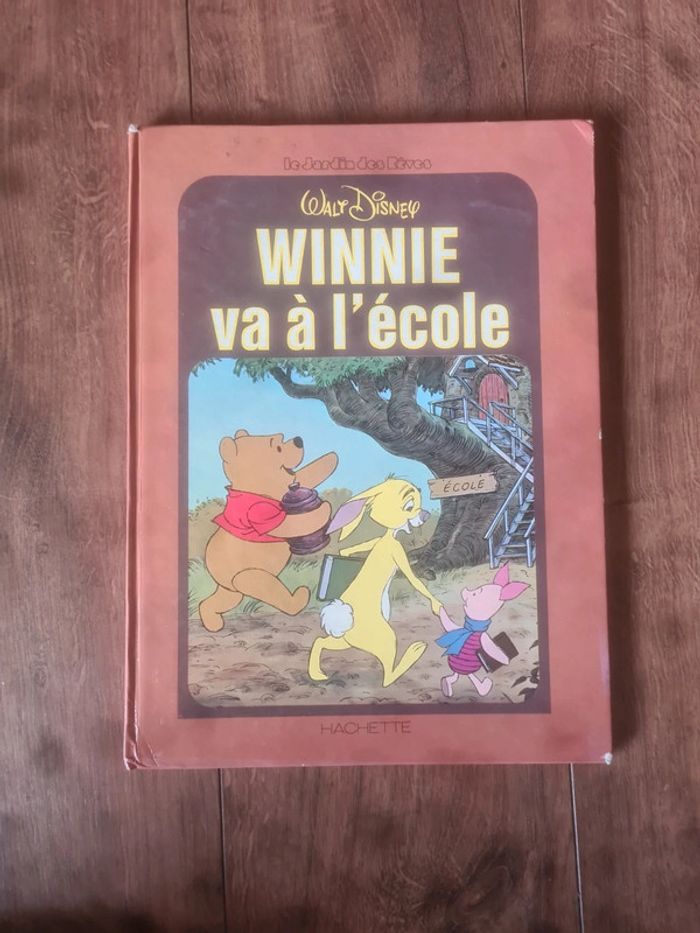 le Jardin des Rêves
WALT DISNEY
WINNIE
va à l'école
ÉCOLE
HACHETTE